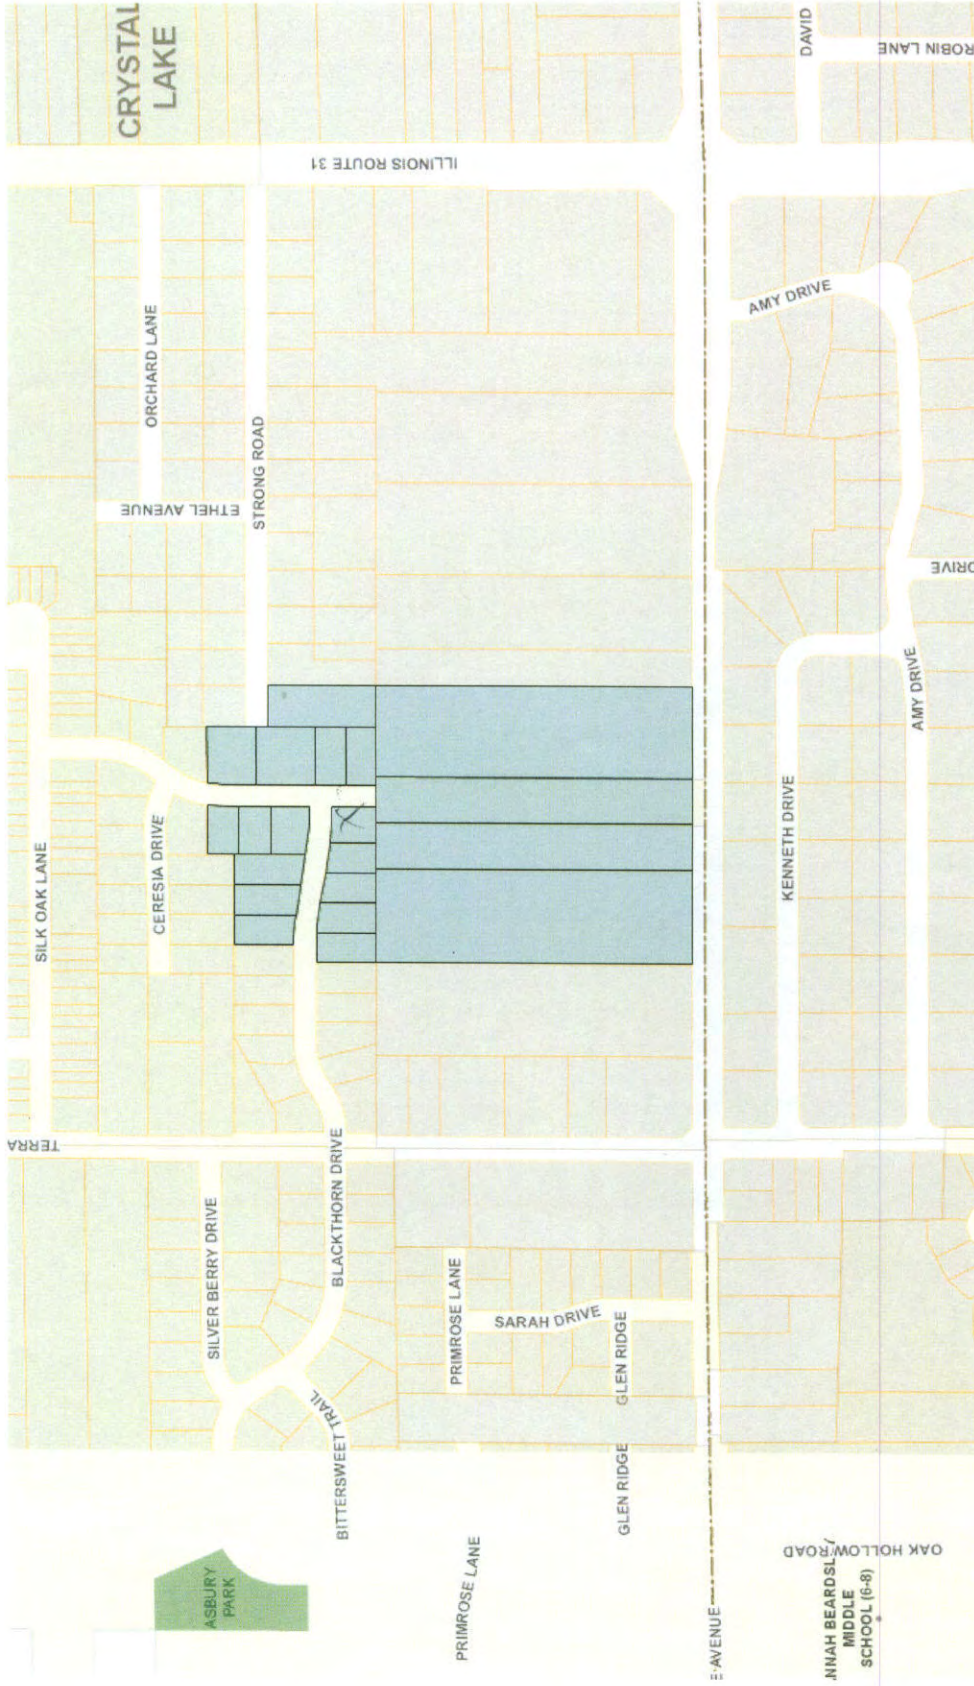 CRYSTAL
LAKE
DAVID
ROBIN LANE
ILLINOIS ROUTE 31
ORCHARD LANE
AMY DRIVE
STRONG ROAD
ETHEL AVENUE
DRIVE
AMY DRIVE
SILK OAK LANE
CERESIA DRIVE
KENNETH DRIVE
TERRA
SILVER BERRY DRIVE
BLACKTHORN DRIVE
PRIMROSE LANE
SARAH DRIVE
GLEN RIDGE
BITTERSWEET TRAIL
GLEN RIDGE
ASBURY
PARK
PRIMROSE LANE
OAK HOLLOW ROAD
E AVENUE
NNAH BEARDSL
MIDDLE
SCHOOL (6-8)
X